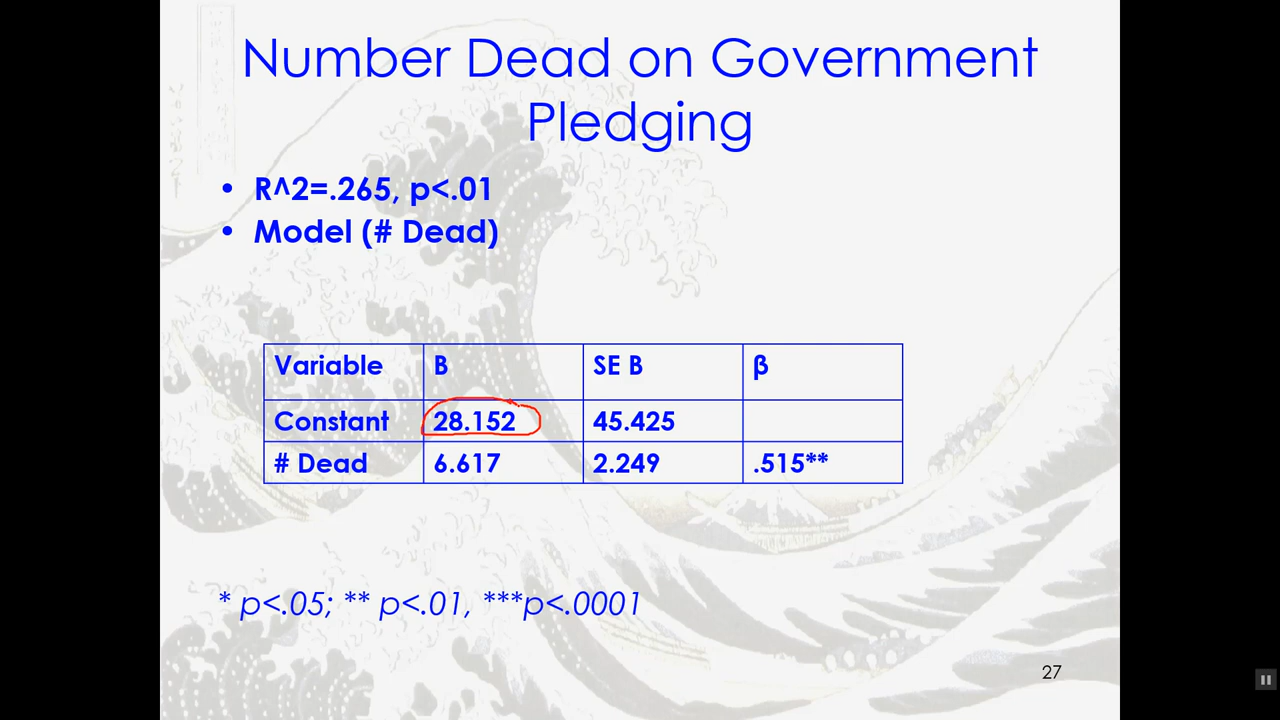 Number Dead on Government
Pledging
• R^2=.265, p<.01
• Model (# Dead)
Variable B SE B β
Constant 28.152 45.425
# Dead 6.617 2.249 .515**
* p<.05; ** p<.01, ***p<.0001
27